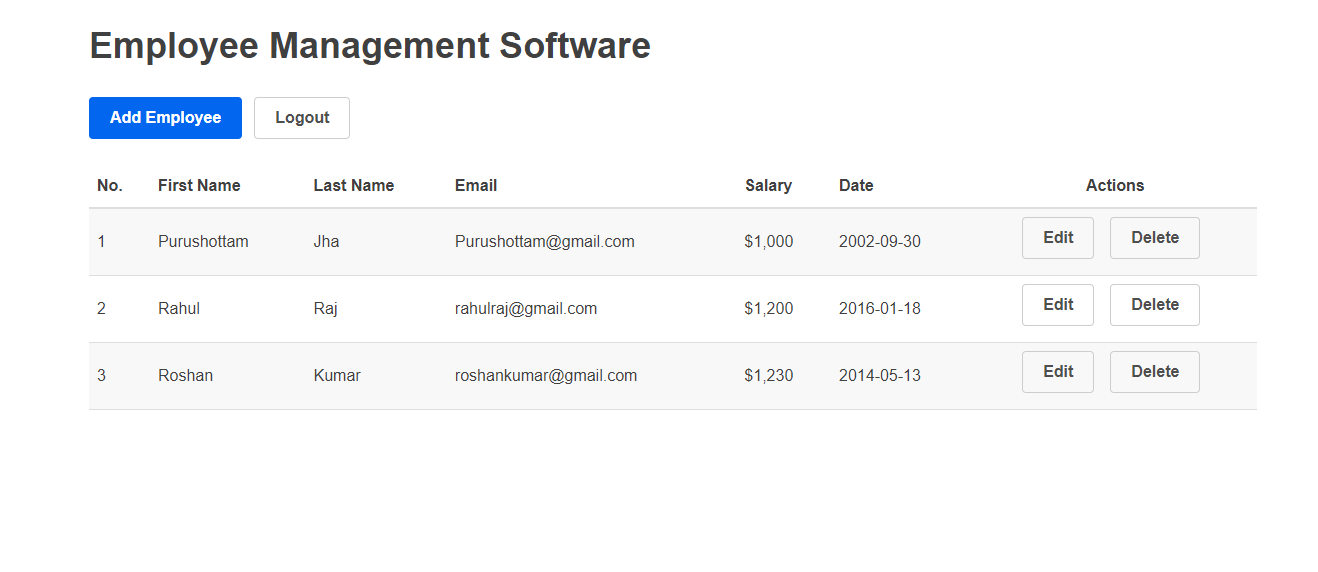 Employee Management Software
Add Employee Logout
No. First Name Last Name Email Salary Date Actions
1 Purushottam Jha Purushottam@gmail.com $1,000 2002-09-30 Edit Delete
2 Rahul Raj rahulraj@gmail.com $1,200 2016-01-18 Edit Delete
3 Roshan Kumar roshankumar@gmail.com $1,230 2014-05-13 Edit Delete